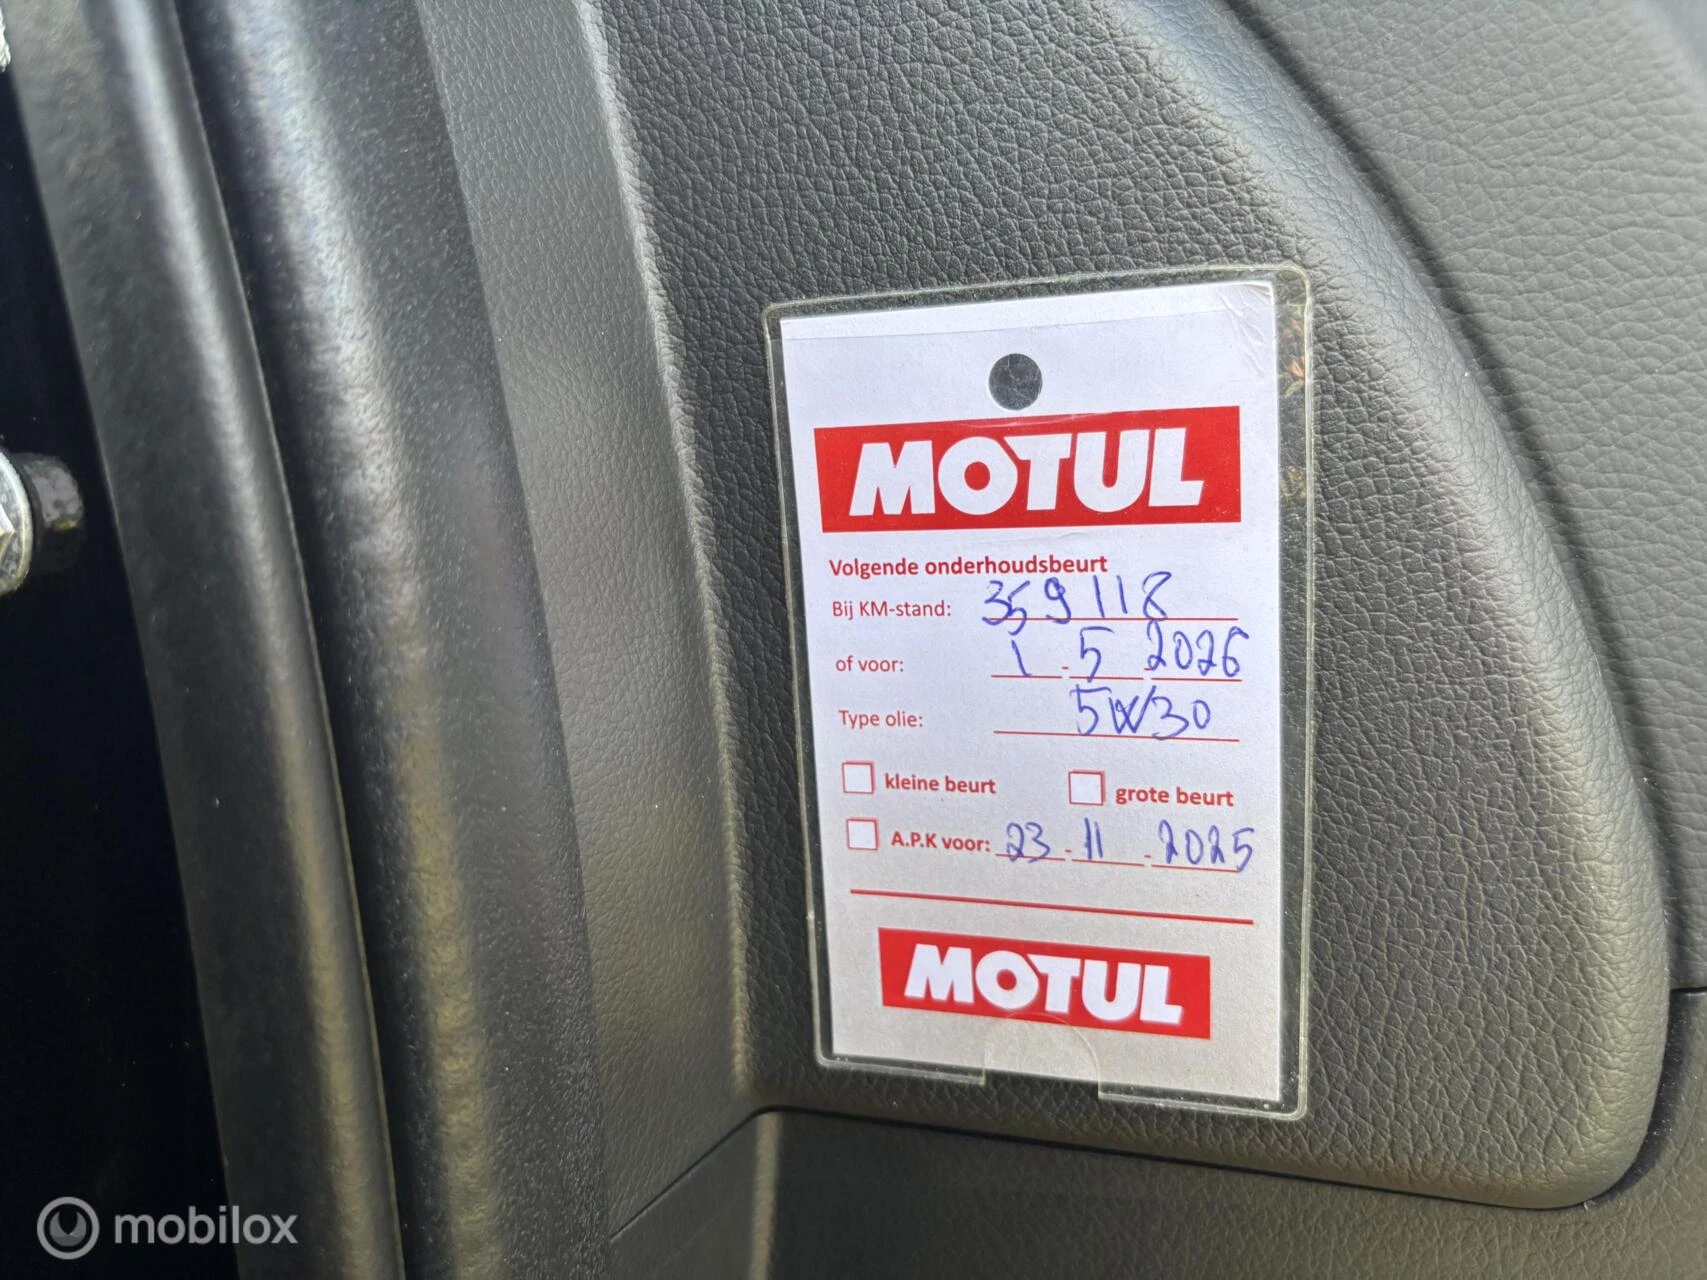 MOTUL
Volgende onderhoudsbeurt
Bij KM-stand: 359118
of voor: 1 - 5 - 2026
Type olie: 5W30
kleine beurt grote beurt
A.P.K voor: 23 - 11 - 2025
MOTUL
mobilox